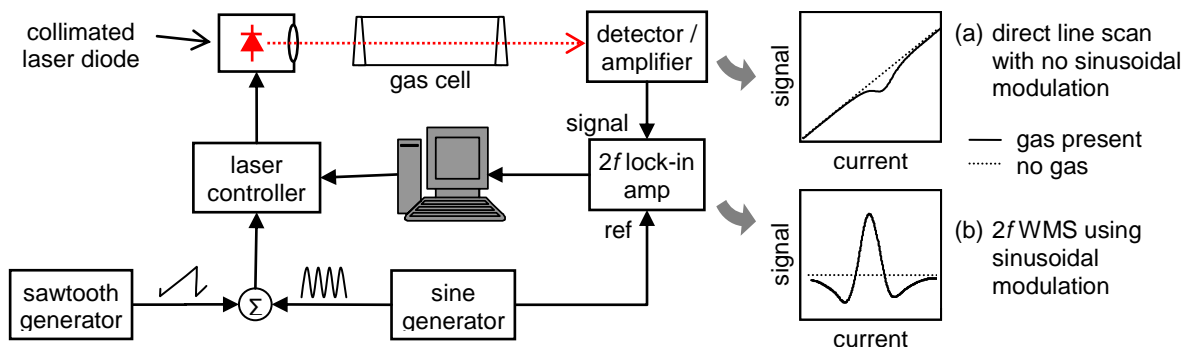 collimated
laser diode
gas cell
detector /
amplifier
signal
(a) direct line scan
with no sinusoidal
modulation
current
gas present
no gas
signal
laser
controller
2f lock-in
amp
ref
signal
(b) 2f WMS using
sinusoidal
modulation
current
sawtooth
generator
Σ
sine
generator